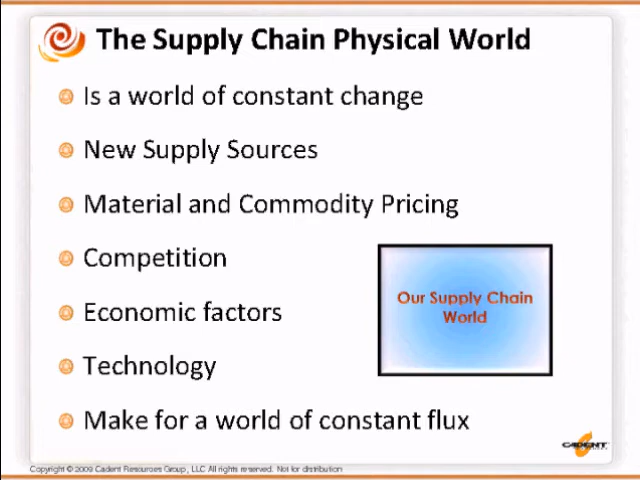 The Supply Chain Physical World
Is a world of constant change
New Supply Sources
Material and Commodity Pricing
Competition
Economic factors
Technology
Make for a world of constant flux
Our Supply Chain
World
CADENT
Copyright © 2009 Cadent Resources Group, LLC All rights reserved. Not for distribution